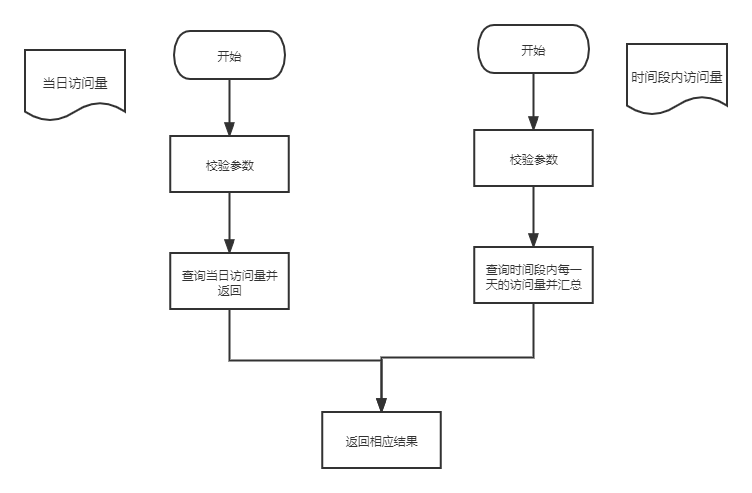 当日访问量
开始
校验参数
查询当日访问量并
返回
开始
时间段内访问量
校验参数
查询时间段内每一
天的访问量并汇总
返回相应结果